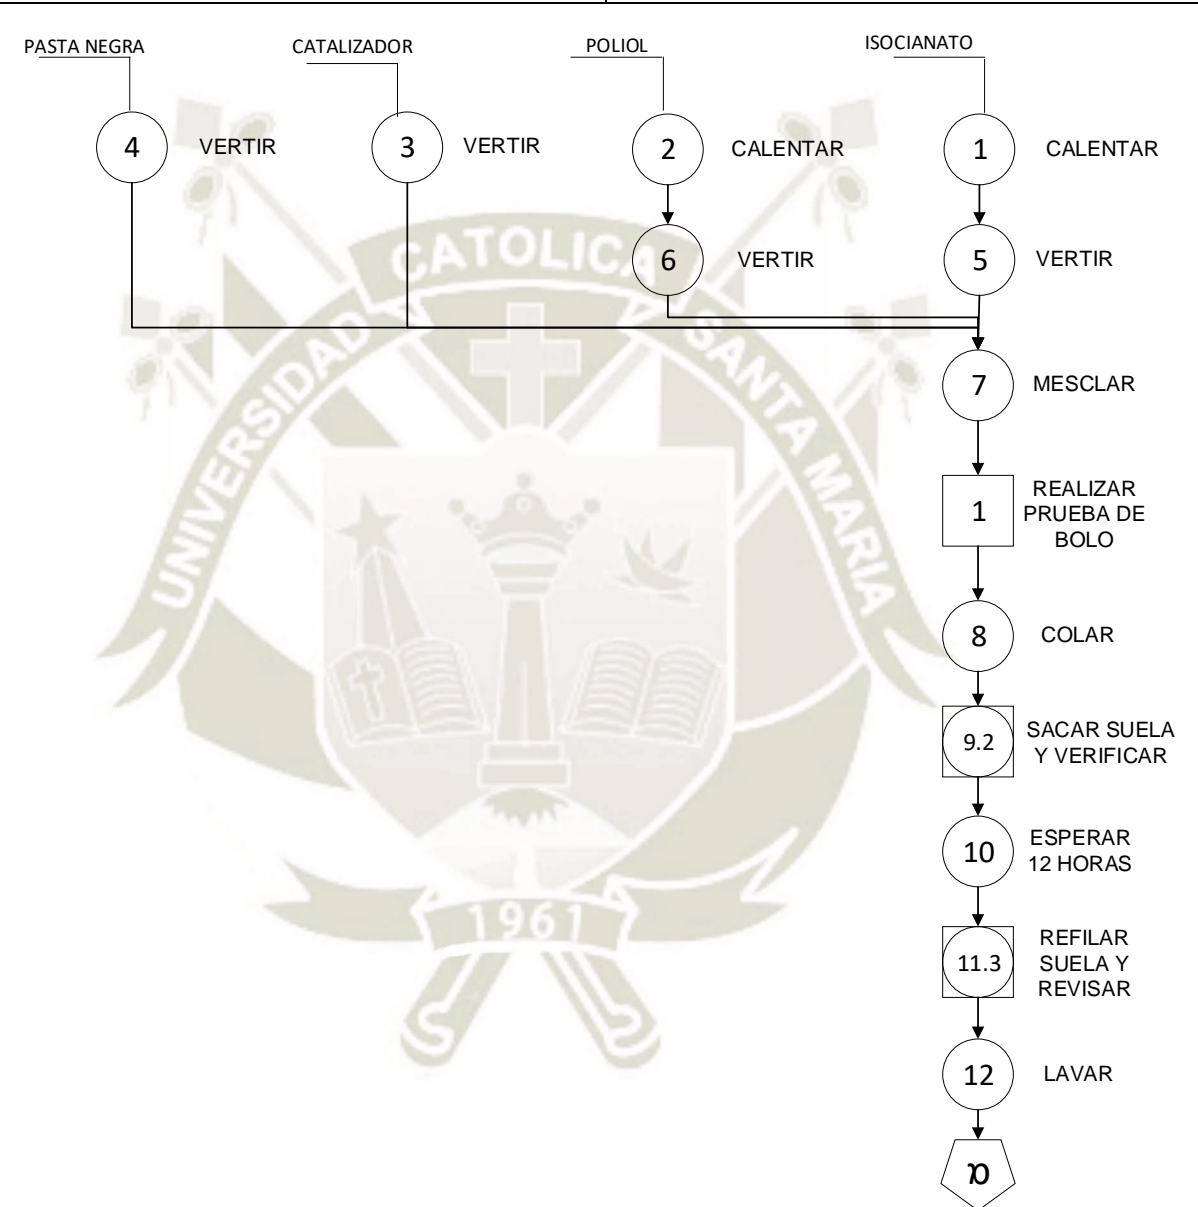 PASTA NEGRA
CATALIZADOR
POLIOL
ISOCIANATO
4 VERTIR
3 VERTIR
2 CALENTAR
1 CALENTAR
6 VERTIR
5 VERTIR
7 MESCLAR
1
REALIZAR
PRUEBA DE
BOLO
8 COLAR
9.2
SACAR SUELA
Y VERIFICAR
10
ESPERAR
12 HORAS
11.3
REFILAR
SUELA Y
REVISAR
12 LAVAR
UNIVERSIDAD CATOLICA SANTA MARIA
1961